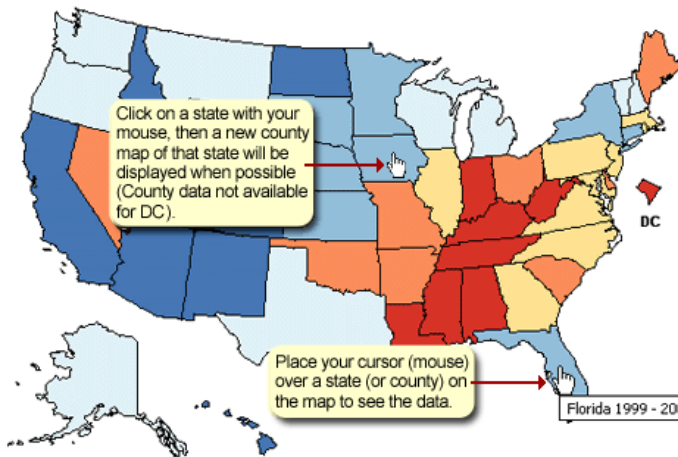 Click on a state with your
mouse, then a new county
map of that state will be
displayed when possible
(County data not available
for DC).
DC
Place your cursor (mouse)
over a state (or county) on
the map to see the data.
Florida 1999 - 20